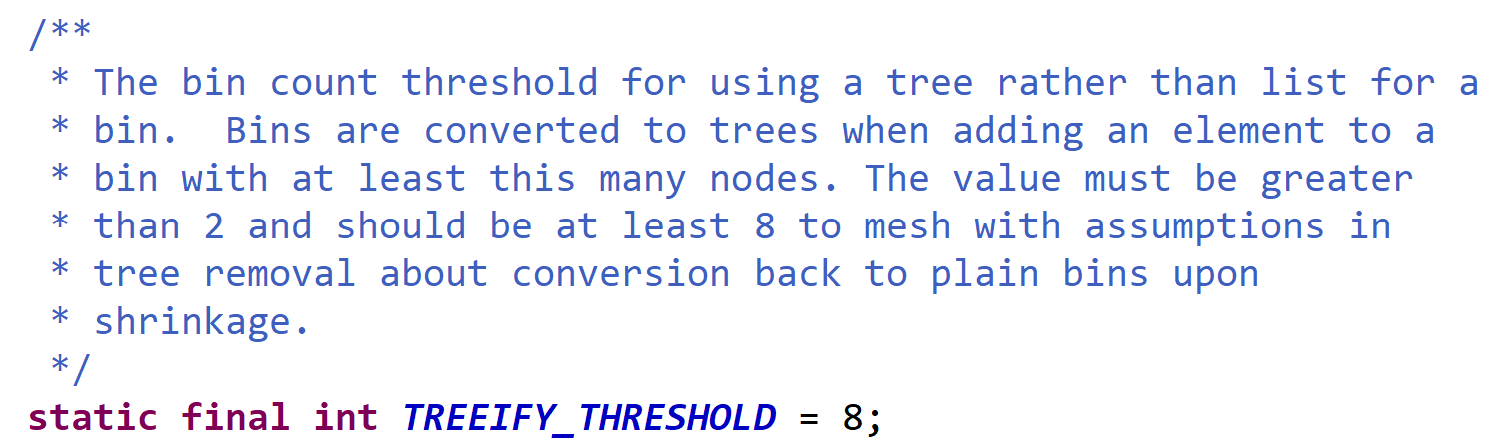 /**
 * The bin count threshold for using a tree rather than list for a
 * bin.  Bins are converted to trees when adding an element to a
 * bin with at least this many nodes. The value must be greater
 * than 2 and should be at least 8 to mesh with assumptions in
 * tree removal about conversion back to plain bins upon
 * shrinkage.
 */
static final int TREEIFY_THRESHOLD = 8;